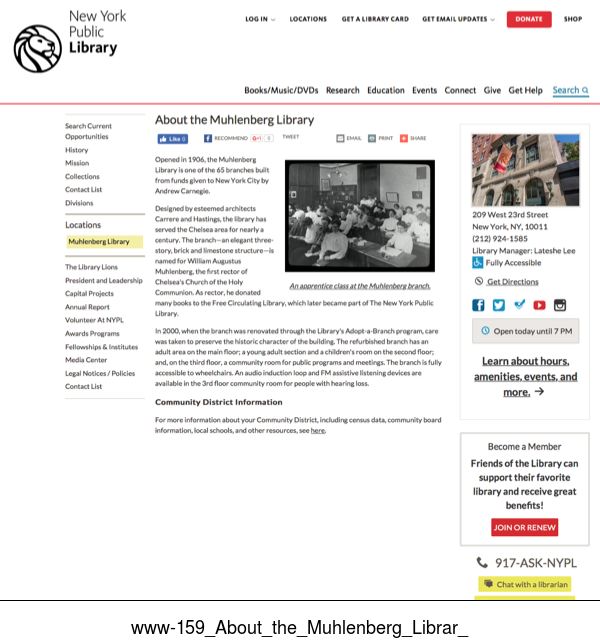 New York
Public
Library
LOG IN
LOCATIONS
GET A LIBRARY CARD
GET EMAIL UPDATES
DONATE
SHOP
Books/Music/DVDs
Research
Education
Events
Connect
Give
Get Help
Search
Search Current
Opportunities
History
Mission
Collections
Contact List
Divisions
Locations
Muhlenberg Library
The Library Lions
President and Leadership
Capital Projects
Annual Report
Volunteer At NYPL
Awards Programs
Fellowships & Institutes
Media Center
Legal Notices / Policies
Contact List
About the Muhlenberg Library
Like 0
RECOMMEND
G+1 0
TWEET
EMAIL
PRINT
SHARE
Opened in 1906, the Muhlenberg
Library is one of the 65 branches built
from funds given to New York City by
Andrew Carnegie.
Designed by esteemed architects
Carrere and Hastings, the library has
served the Chelsea area for nearly a
century. The branch—an elegant three-
story, brick and limestone structure—is
named for William Augustus
Muhlenberg, the first rector of
Chelsea's Church of the Holy
Communion. As rector, he donated
many books to the Free Circulating Library, which later became part of The New York Public
Library.
An apprentice class at the Muhlenberg branch.
In 2000, when the branch was renovated through the Library's Adopt-a-Branch program, care
was taken to preserve the historic character of the building. The refurbished branch has an
adult area on the main floor; a young adult section and a children's room on the second floor;
and, on the third floor, a community room for public programs and meetings. The branch is fully
accessible to wheelchairs. An audio induction loop and FM assistive listening devices are
available in the 3rd floor community room for people with hearing loss.
Community District Information
For more information about your Community District, including census data, community board
information, local schools, and other resources, see here.
209 West 23rd Street
New York, NY, 10011
(212) 924-1585
Library Manager: Lateshe Lee
Fully Accessible
Get Directions
Open today until 7 PM
Learn about hours,
amenities, events, and
more. →
Become a Member
Friends of the Library can
support their favorite
library and receive great
benefits!
JOIN OR RENEW
917-ASK-NYPL
Chat with a librarian
www-159_About_the_Muhlenberg_Librar_